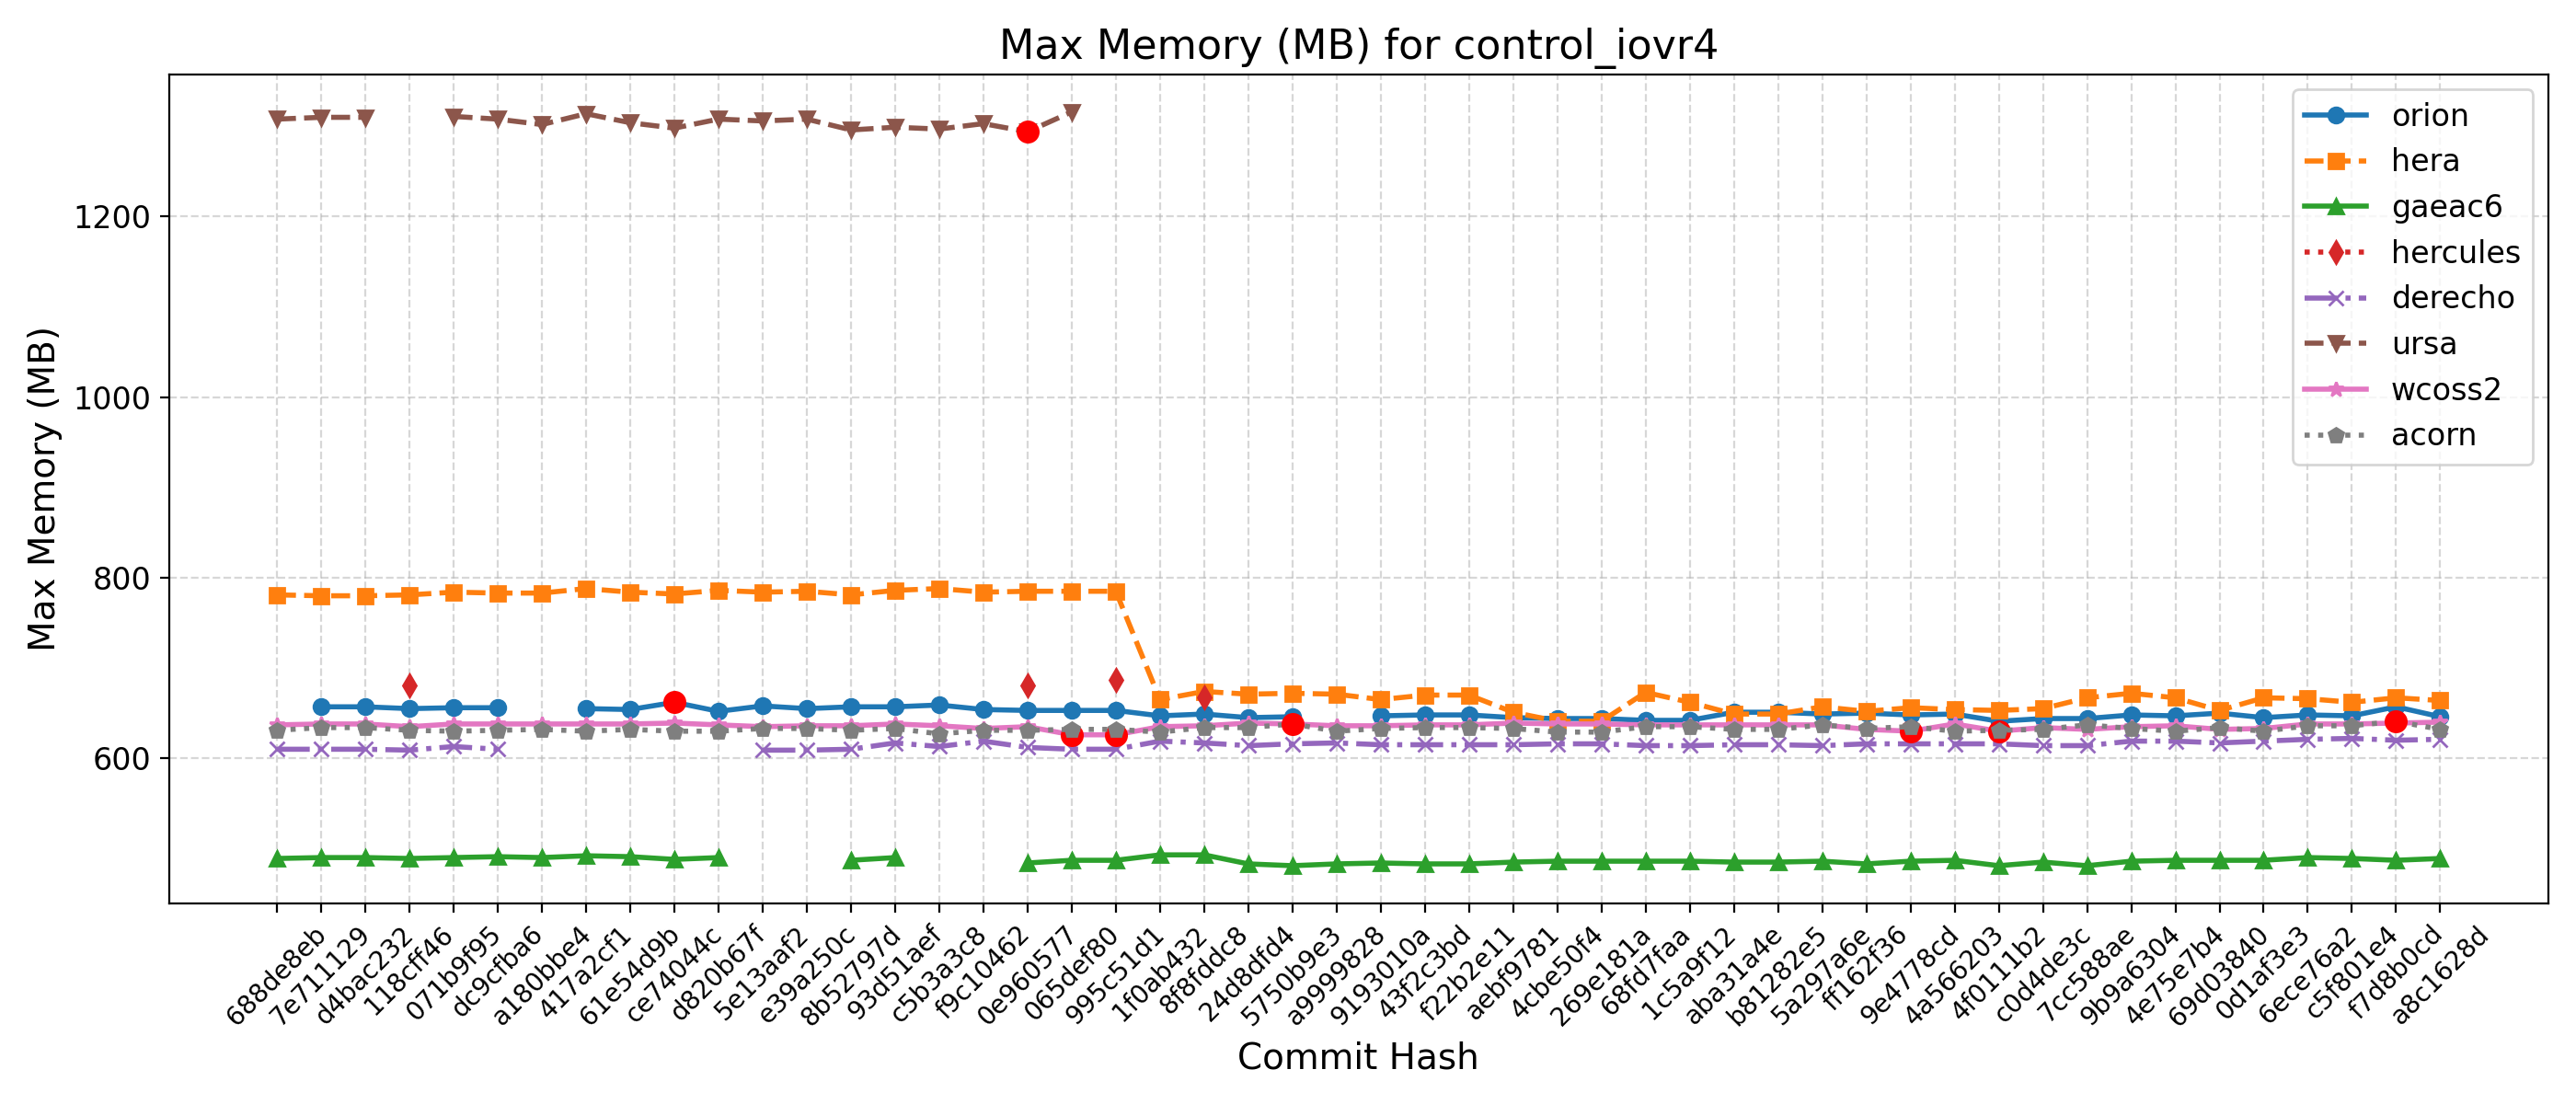 Max Memory (MB) for control_iovr4
Max Memory (MB)
1200
1000
800
600
orion
hera
gaeac6
hercules
derecho
ursa
wcoss2
acorn
688de8eb
7e711129
d4bac232
118cff46
071b9f95
dc9cfba6
a180bbe4
417a2cf1
61e54d9b
ce74044c
d820b67f
5e13aaf2
e39a250c
8b52797d
93d51aef
c5b3a3c8
f9c10462
0e960577
065def80
995c51d1
1f0ab432
8f8fddc8
24d8dfd4
5750b9e3
a9999828
9193010a
43f2c3bd
f22b2e11
aebf9781
4cbe50f4
269e181a
68fd7faa
1c5a9f12
aba31a4e
b81282e5
5a297a6e
ff162f36
9e4778cd
4a566203
4f0111b2
c0d4de3c
7cc588ae
9b9a6304
4e75e7b4
69d03840
0d1af3e3
6ece76a2
c5f801e4
f7d8b0cd
a8c1628d
Commit Hash